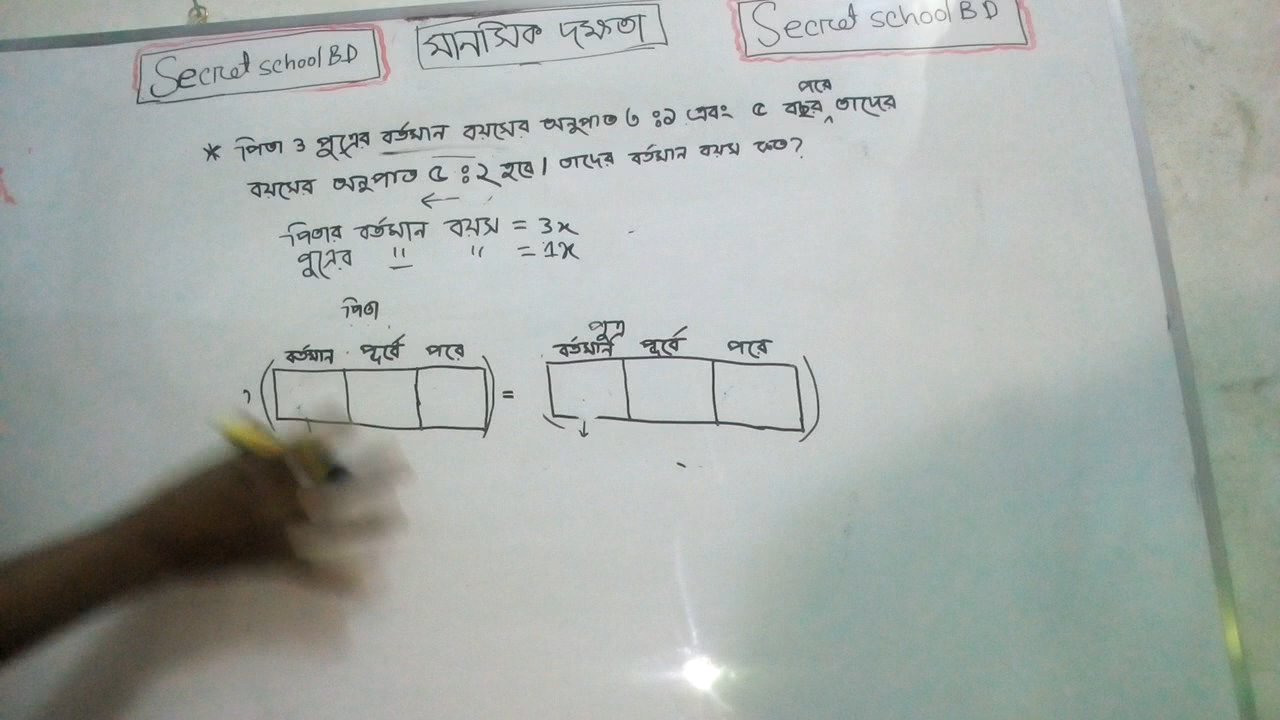 Secret school BD
মানসিক দক্ষতা
Secret school BD
* পিতা ও পুত্রের বর্তমান বয়সের অনুপাত ৩ : ১ এবং ৫ বছর পরে তাদের
বয়সের অনুপাত ৫ : ২ হবে। তাদের বর্তমান বয়স কত?
←
পিতার বর্তমান বয়স = 3x
পুত্রের " " = 1x
পিতা
পুত্র
বর্তমান পূর্বে পরে
বর্তমান পূর্বে পরে
=